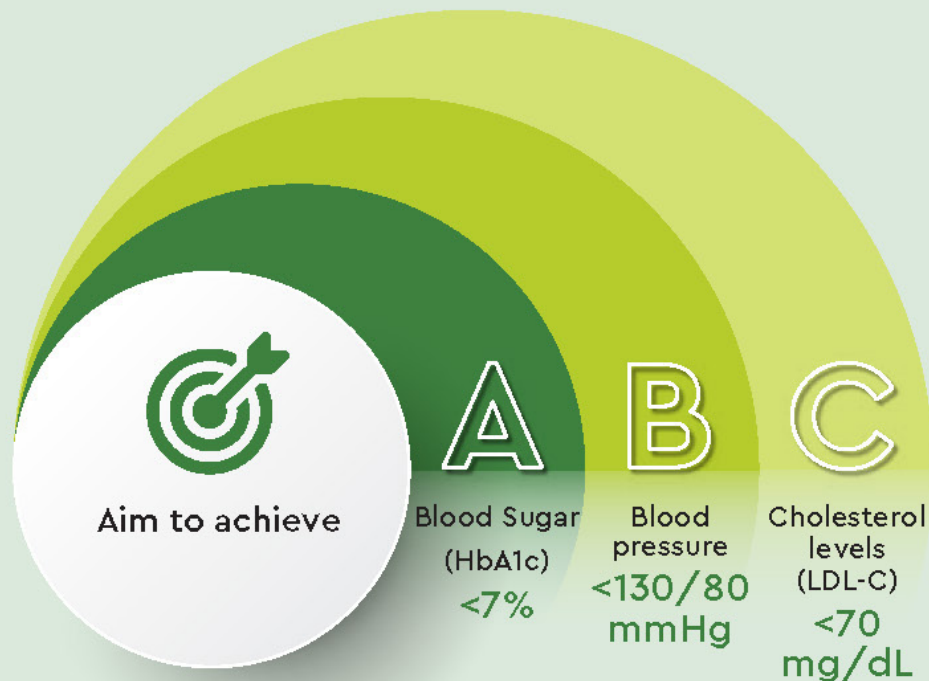 Aim to achieve
A
Blood Sugar
(HbA1c)
<7%
B
Blood
pressure
<130/80
mmHg
C
Cholesterol
levels
(LDL-C)
<70
mg/dL